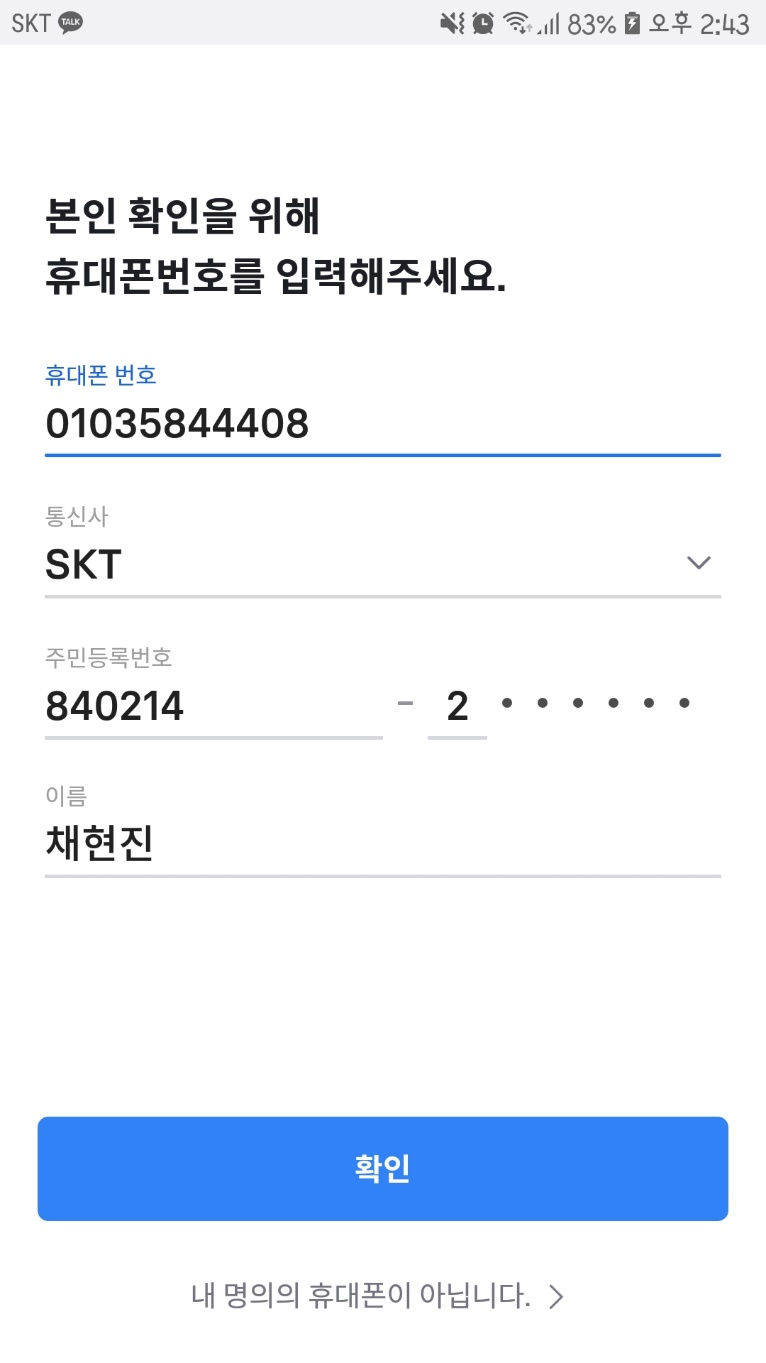 SKT TALK 83% 오후 2:43
본인 확인을 위해
휴대폰번호를 입력해주세요.
휴대폰 번호
01035844408
통신사
SKT
주민등록번호
840214 - 2 ● ● ● ● ● ●
이름
채현진
확인
내 명의의 휴대폰이 아닙니다. >